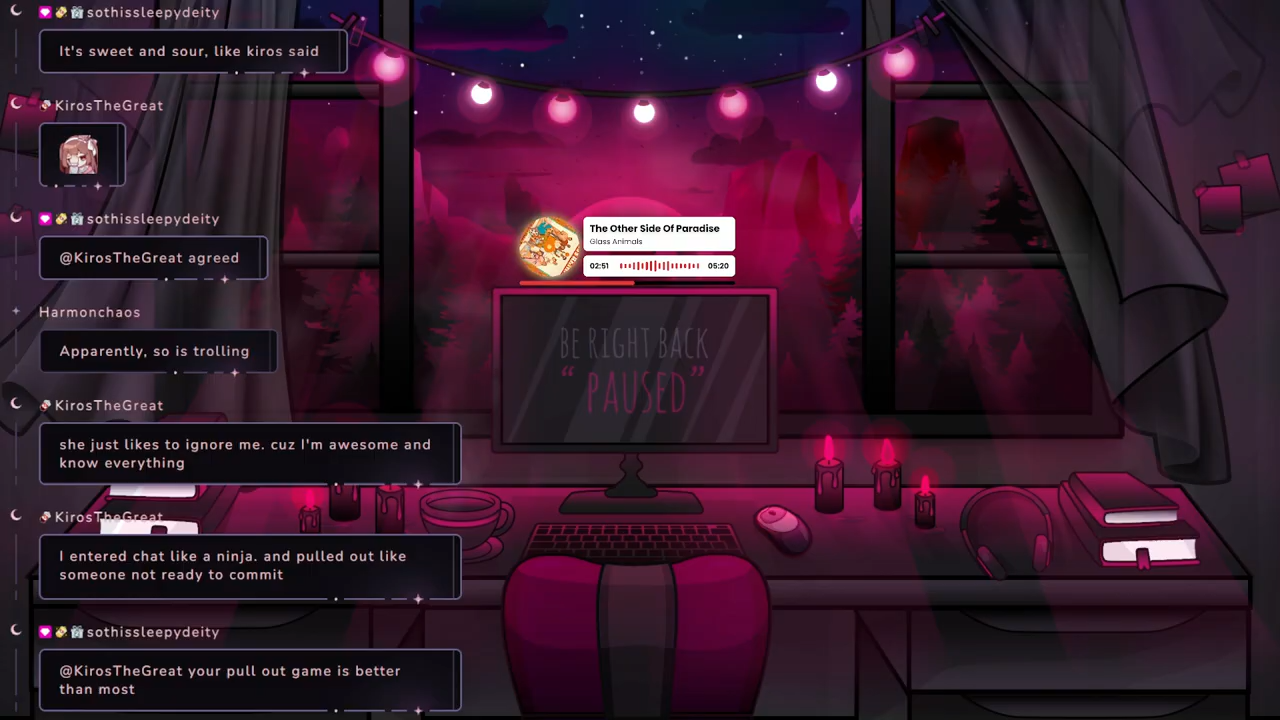 sothissleepydeity
It's sweet and sour, like kiros said
KirosTheGreat
sothissleepydeity
@KirosTheGreat agreed
Harmonchaos
Apparently, so is trolling
KirosTheGreat
she just likes to ignore me. cuz I'm awesome and
know everything
KirosTheGreat
I entered chat like a ninja. and pulled out like
someone not ready to commit
sothissleepydeity
@KirosTheGreat your pull out game is better
than most
The Other Side Of Paradise
Glass Animals
02:51
05:20
BE RIGHT BACK
“ PAUSED”